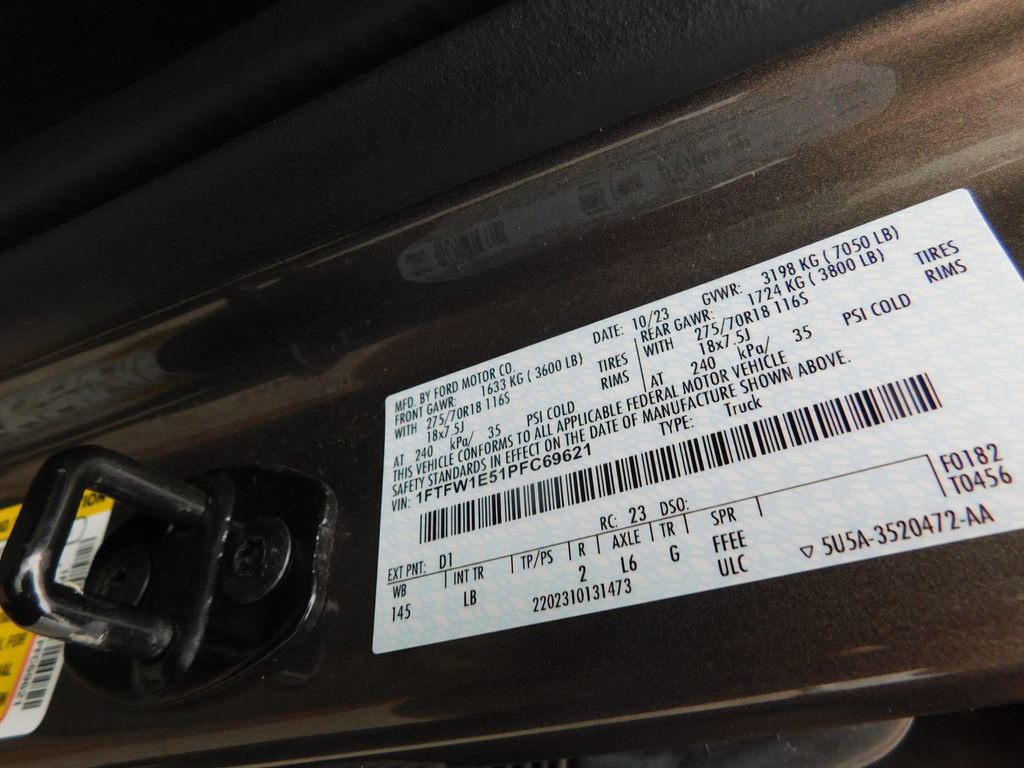 MFD. BY FORD MOTOR CO.
DATE: 10/23
GVWR: 3198 KG ( 7050 LB)
FRONT GAWR: 1633 KG ( 3600 LB)
REAR GAWR: 1724 KG ( 3800 LB)
WITH 275/70R18 116S TIRES
WITH 275/70R18 116S TIRES
18x7.5J RIMS
18x7.5J RIMS
AT 240 kPa/ 35 PSI COLD
AT 240 kPa/ 35 PSI COLD
THIS VEHICLE CONFORMS TO ALL APPLICABLE FEDERAL MOTOR VEHICLE
SAFETY STANDARDS IN EFFECT ON THE DATE OF MANUFACTURE SHOWN ABOVE.
VIN: 1FTFW1E51PFC69621
TYPE: Truck
F0182
T0456
EXT PNT: D1 RC: 23 DSO:
WB INT TR TP/PS R AXLE TR SPR
145 LB 2 L6 G FFEE
ULC
2202310131473
▽ 5U5A-3520472-AA
L FOR